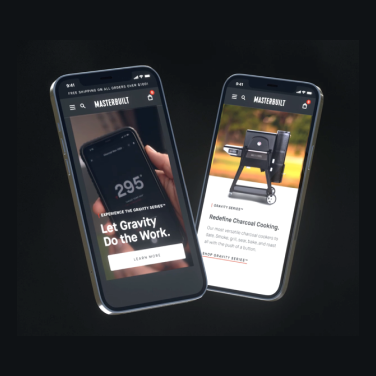 9:41
FREE SHIPPING ON ALL ORDERS OVER $100!
MASTERBUILT
295°
EXPERIENCE THE GRAVITY SERIES™
Let Gravity
Do the Work.
LEARN MORE
9:41
MASTERBUILT
GRAVITY SERIES™
Redefine Charcoal Cooking.
Our most versatile charcoal cookers to
date. Smoke, grill, sear, bake, and roast
all with the push of a button.
SHOP GRAVITY SERIES™